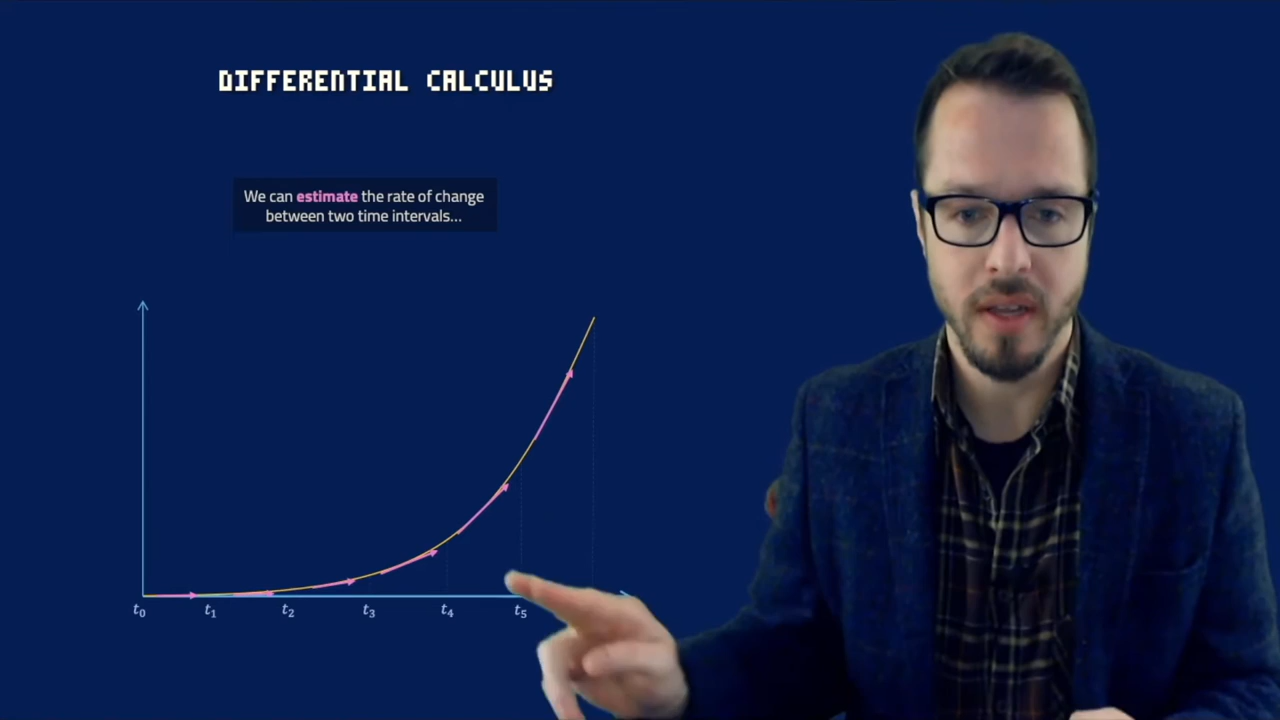 DIFFERENTIAL CALCULUS
We can estimate the rate of change
between two time intervals...
t₀ t₁ t₂ t₃ t₄ t₅